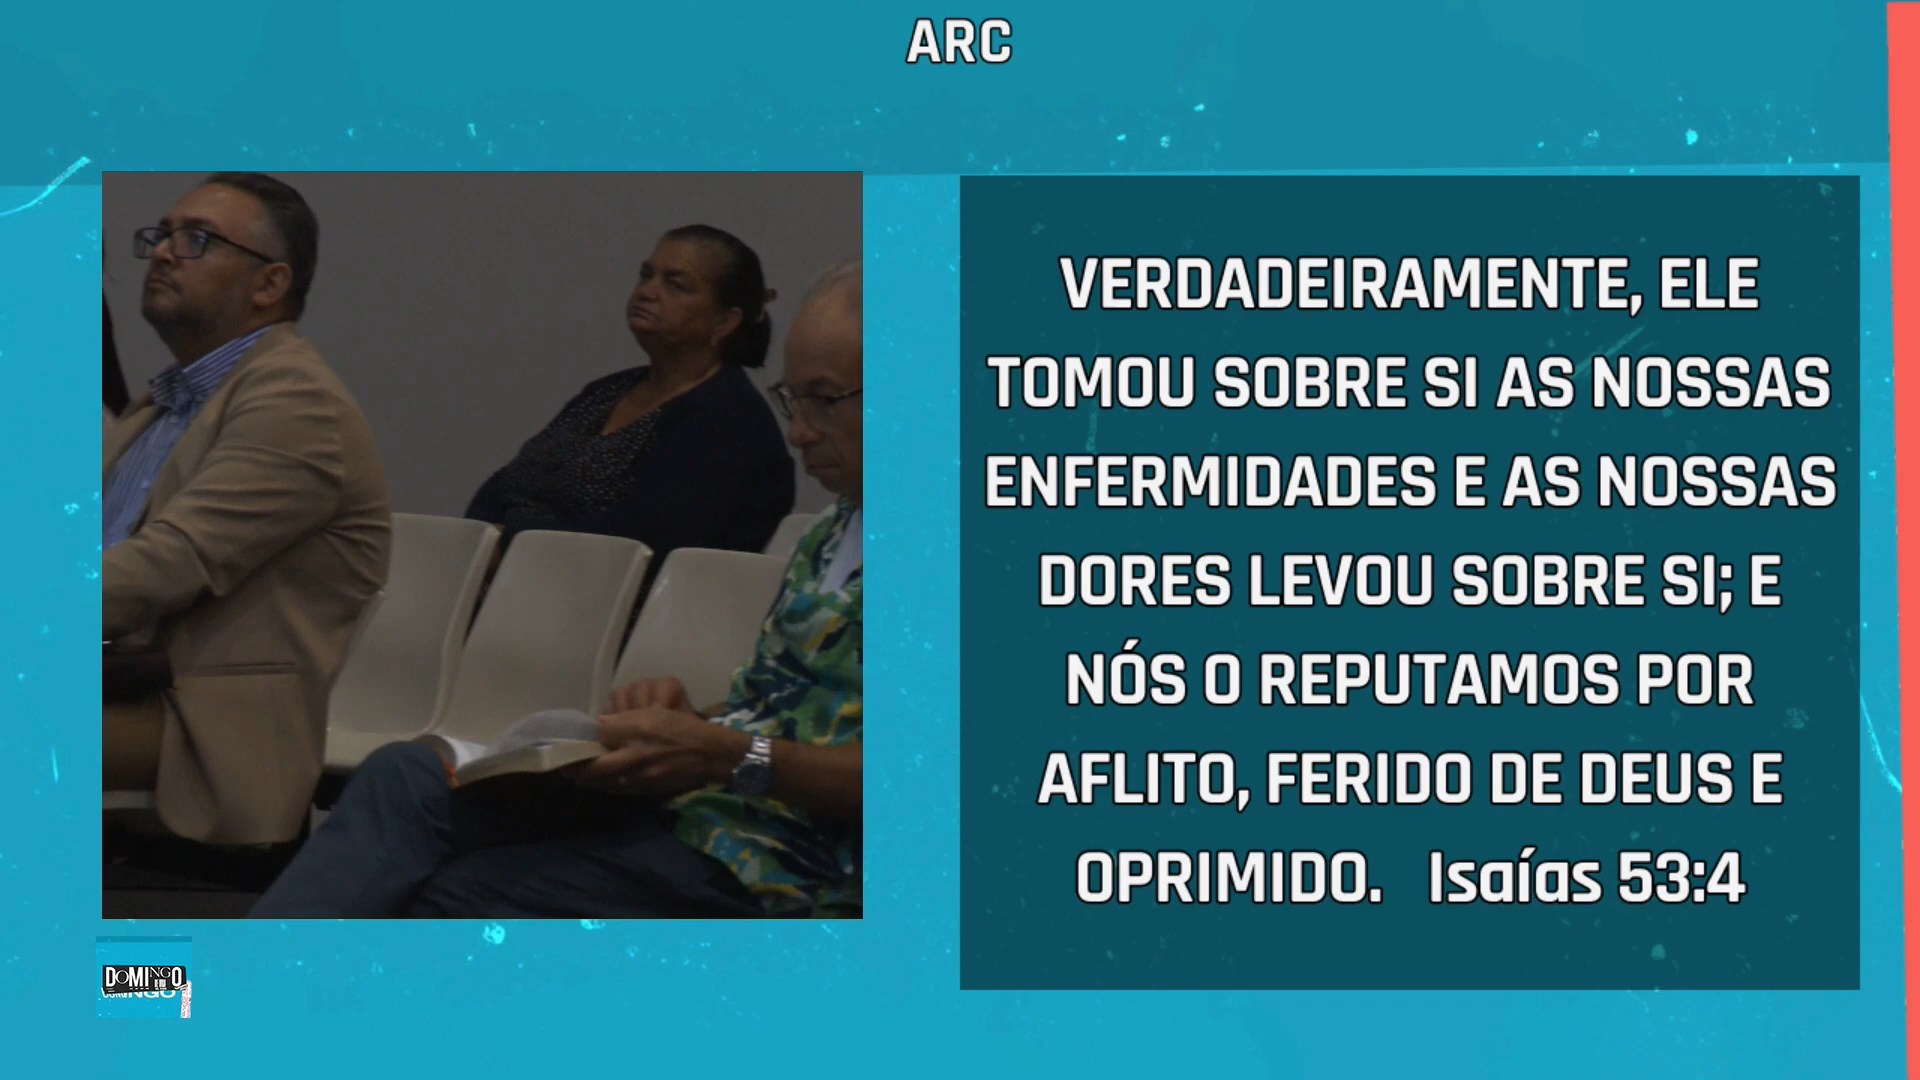 ARC
VERDADEIRAMENTE, ELE
TOMOU SOBRE SI AS NOSSAS
ENFERMIDADES E AS NOSSAS
DORES LEVOU SOBRE SI; E
NÓS O REPUTAMOS POR
AFLITO, FERIDO DE DEUS E
OPRIMIDO. Isaías 53:4
DOMINGO